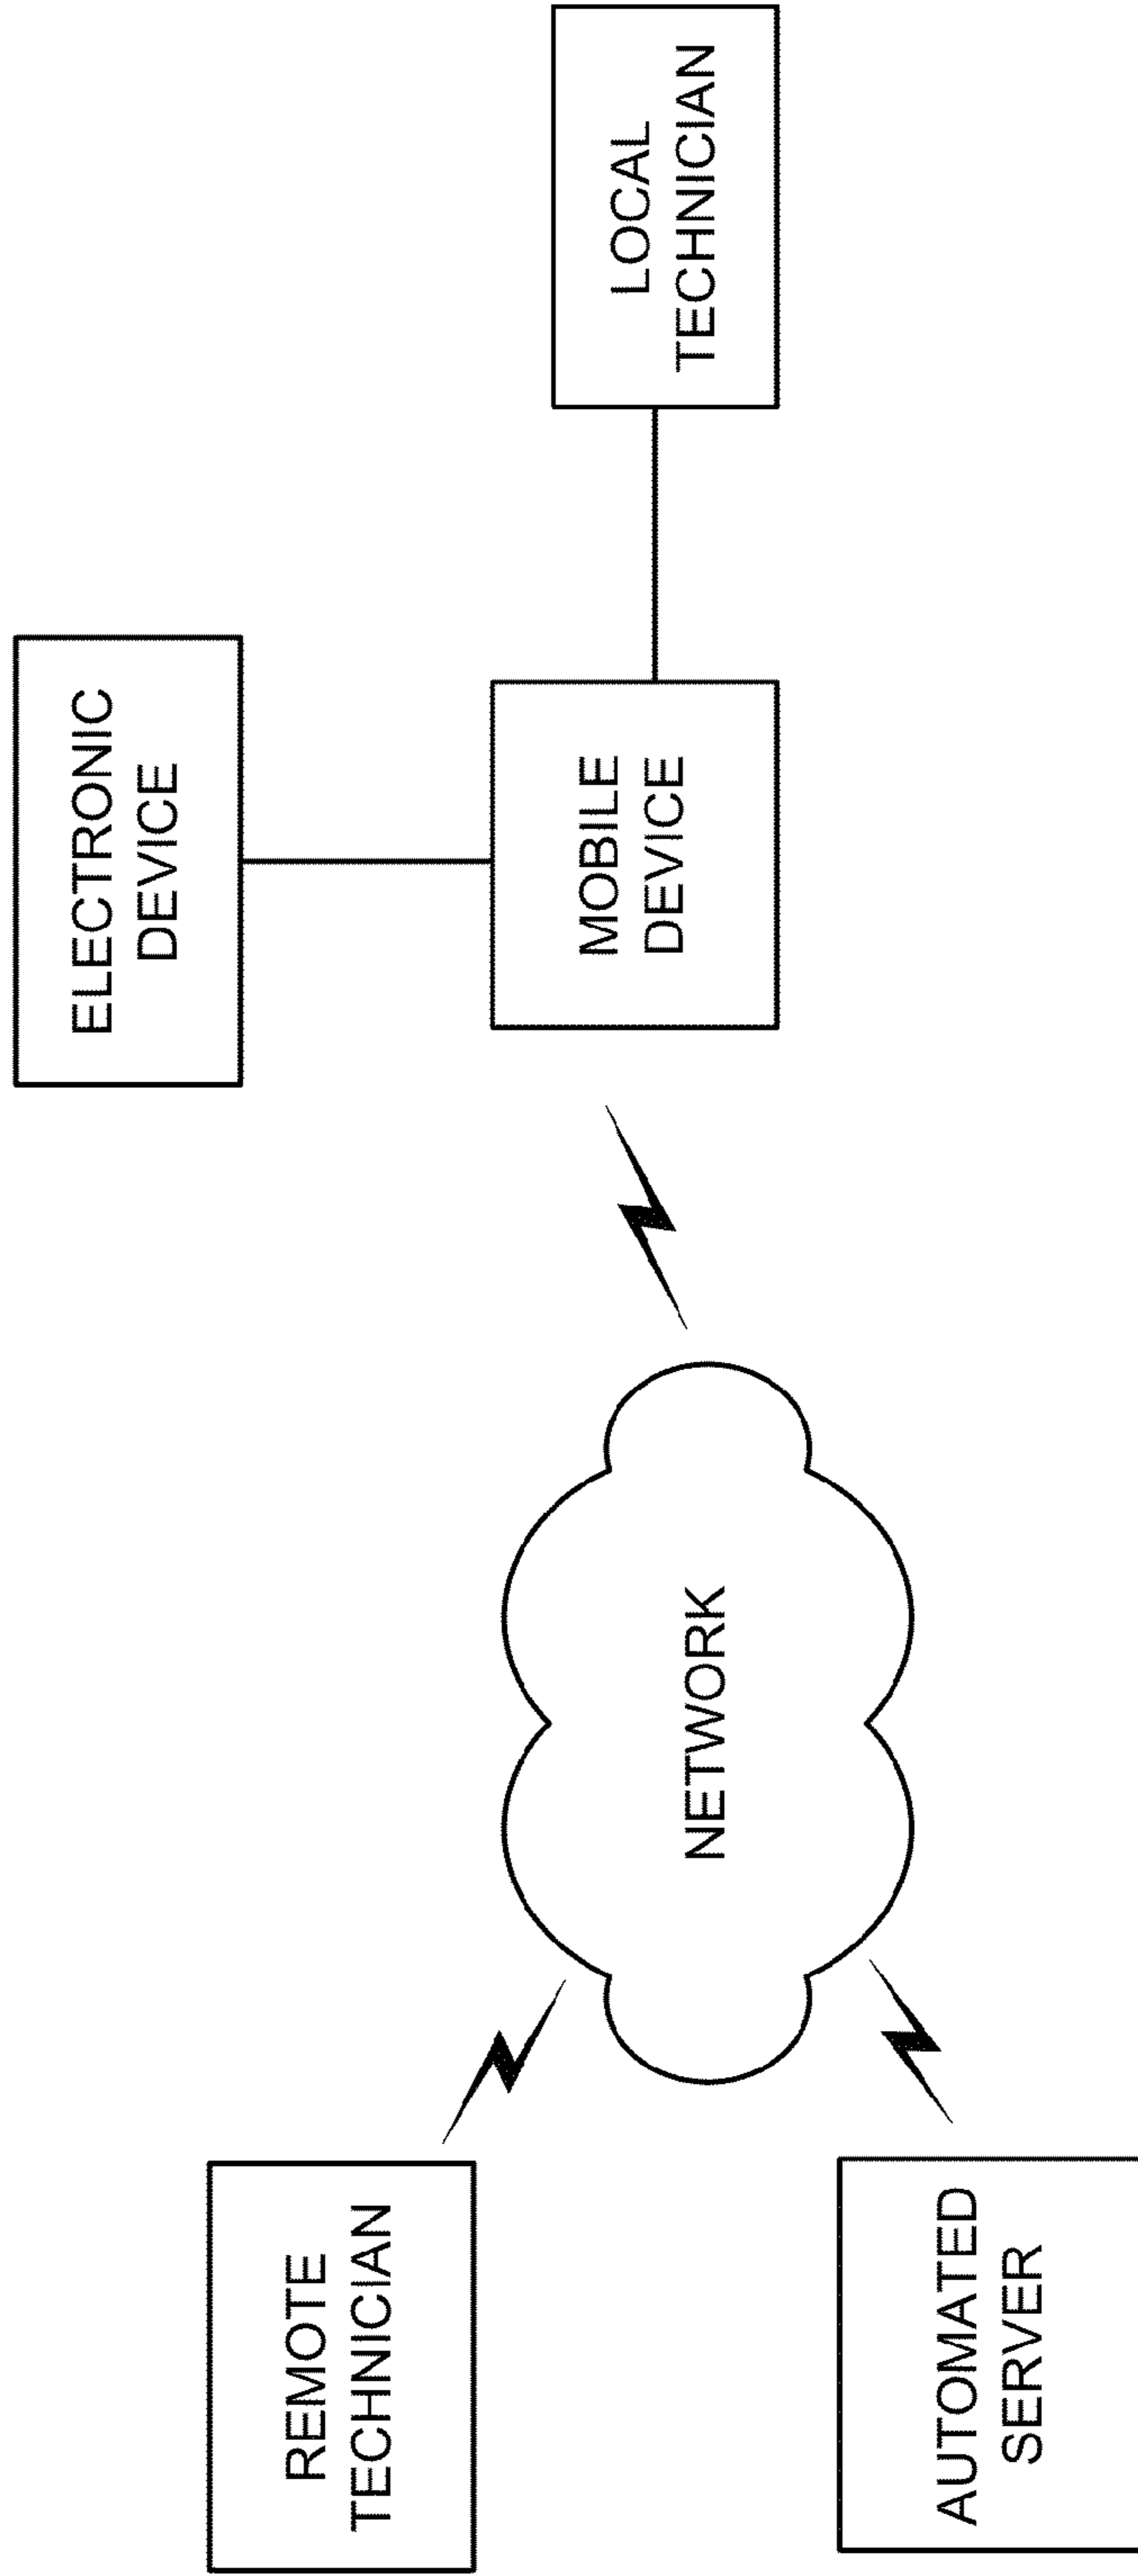 REMOTE
TECHNICIAN
AUTOMATED
SERVER
NETWORK
ELECTRONIC
DEVICE
MOBILE
DEVICE
LOCAL
TECHNICIAN